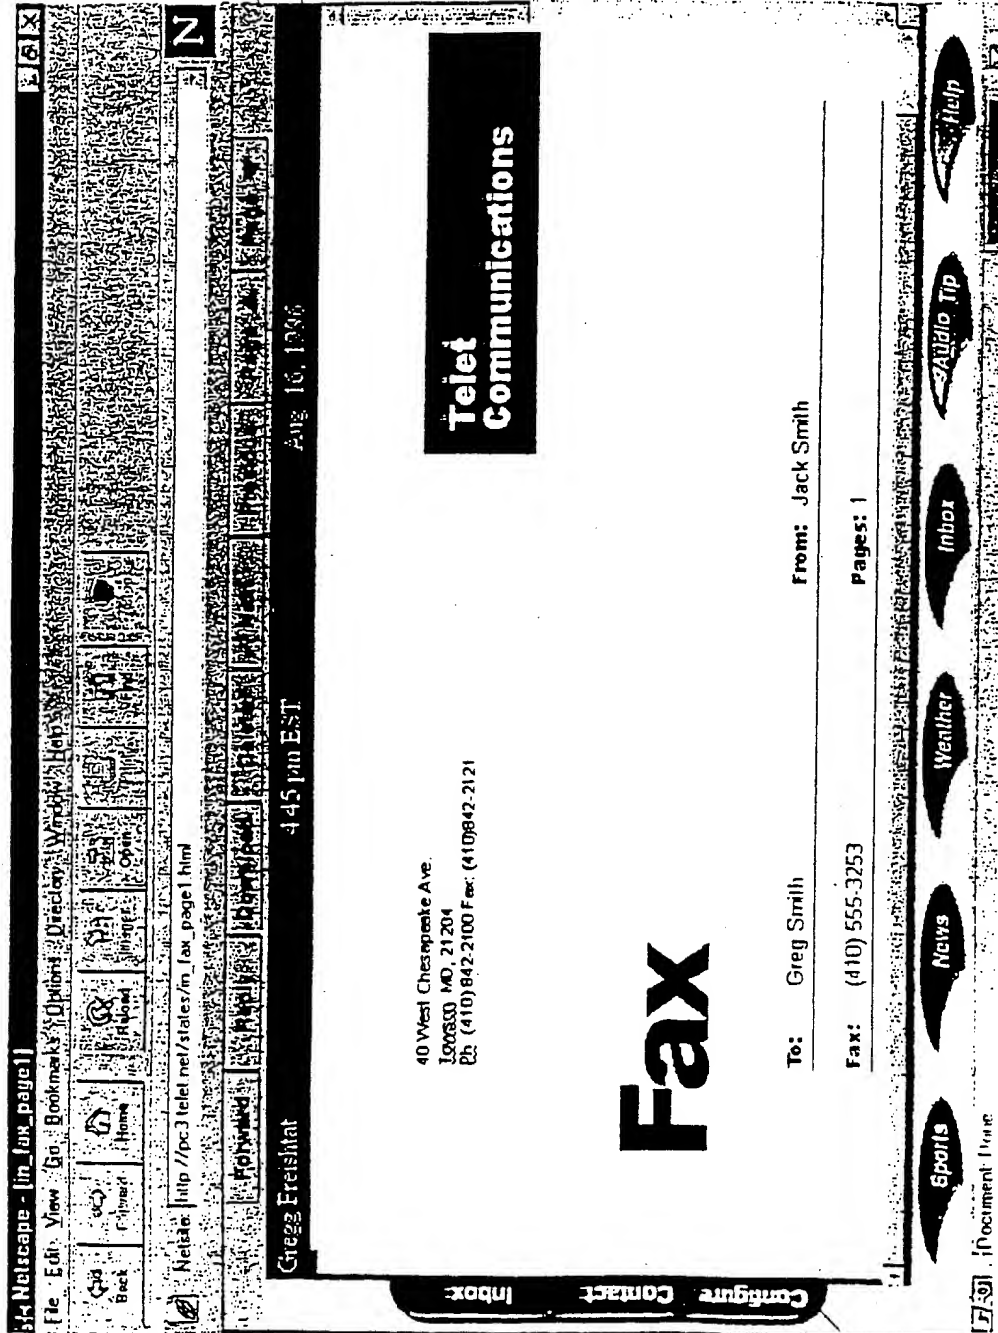 Netscape - [in_fax_page1]
File Edit View Go Bookmarks Options Directory Window Help
Back Forward Home Reload Images Open Find
Netsite: http://pc3.telet.net/states/in_fax_page1.html
N
Forward Reply Download
Gregg Freishtat 4:45 pm EST Aug. 16, 1996
40 West Chesapeake Ave.
MD, 21204
Ph (410)842-2100 Fax: (410)842-2121
Telet
Communications
Fax
To: Greg Smith From: Jack Smith
Fax: (410) 555-3253 Pages: 1
Inbox
Contact
Configure
Sports News Weather Inbox Audio Tip Help
Document Done